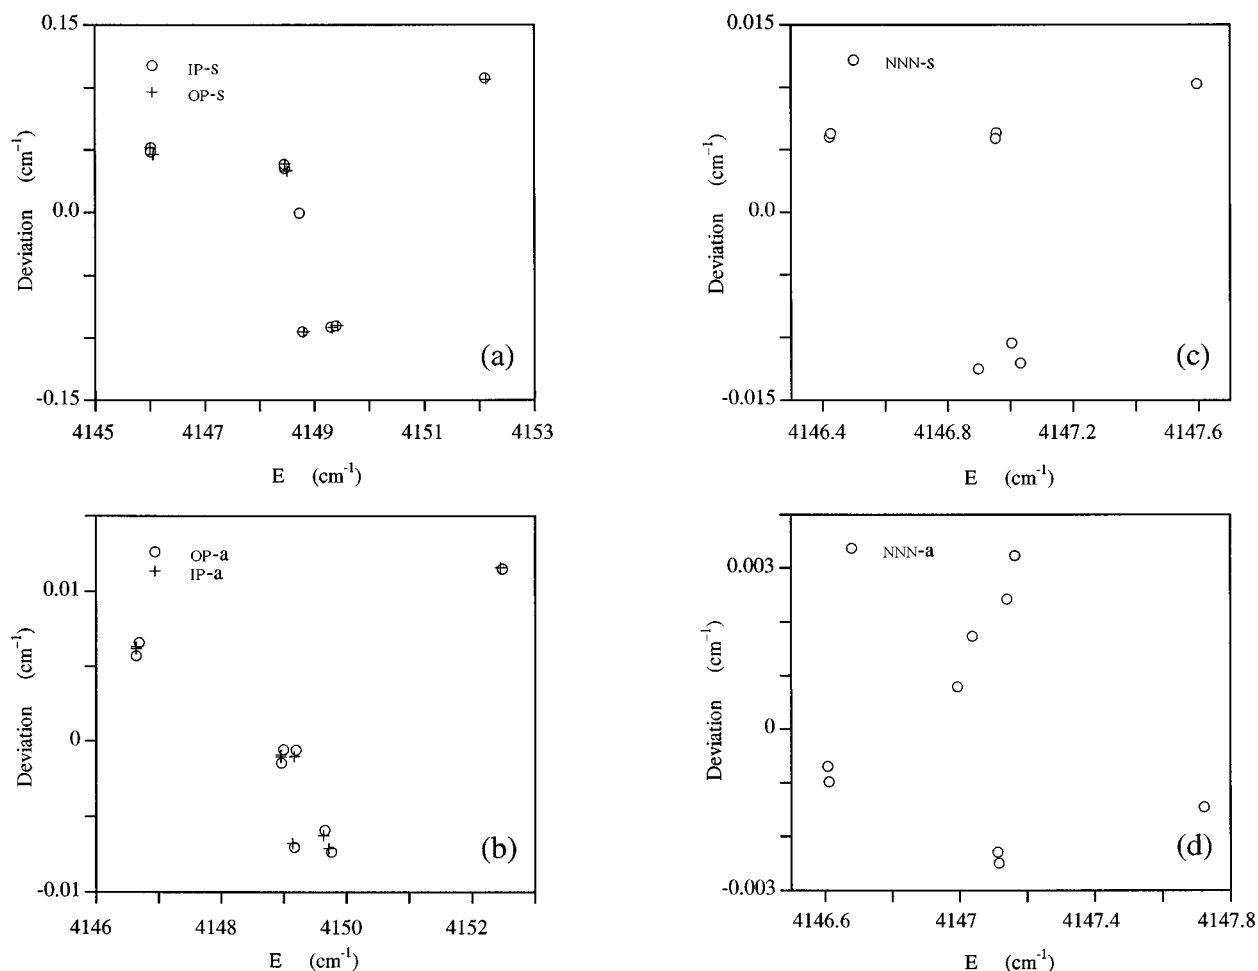 0.15
IP-s
OP-s
Deviation (cm⁻¹)
0.0
(a)
-0.15
4145 4147 4149 4151 4153
E (cm⁻¹)
0.015
NNN-s
Deviation (cm⁻¹)
0.0
(c)
-0.015
4146.4 4146.8 4147.2 4147.6
E (cm⁻¹)
OP-a
IP-a
0.01
Deviation (cm⁻¹)
0
(b)
-0.01
4146 4148 4150 4152
E (cm⁻¹)
NNN-a
0.003
Deviation (cm⁻¹)
0
(d)
-0.003
4146.6 4147 4147.4 4147.8
E (cm⁻¹)